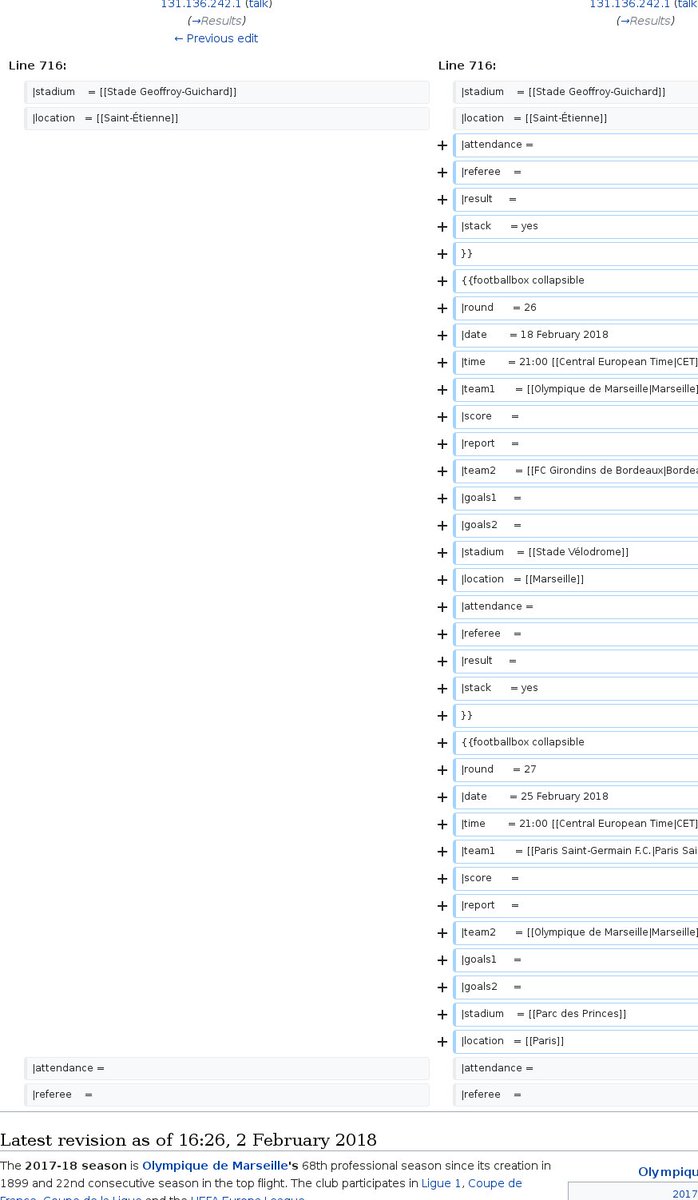 131.136.242.1 (talk)
(→Results)
← Previous edit
131.136.242.1 (talk
(→Results)
Line 716:
Line 716:
|stadium = [[Stade Geoffroy-Guichard]]
|stadium = [[Stade Geoffroy-Guichard]]
|location = [[Saint-Étienne]]
|location = [[Saint-Étienne]]
+ |attendance =
+ |referee =
+ |result =
+ |stack = yes
+ }}
+ {{footballbox collapsible
+ |round = 26
+ |date = 18 February 2018
+ |time = 21:00 [[Central European Time|CET]
+ |team1 = [[Olympique de Marseille|Marseille]
+ |score =
+ |report =
+ |team2 = [[FC Girondins de Bordeaux|Bordea
+ |goals1 =
+ |goals2 =
+ |stadium = [[Stade Vélodrome]]
+ |location = [[Marseille]]
+ |attendance =
+ |referee =
+ |result =
+ |stack = yes
+ }}
+ {{footballbox collapsible
+ |round = 27
+ |date = 25 February 2018
+ |time = 21:00 [[Central European Time|CET]
+ |team1 = [[Paris Saint-Germain F.C.|Paris Sai
+ |score =
+ |report =
+ |team2 = [[Olympique de Marseille|Marseille]
+ |goals1 =
+ |goals2 =
+ |stadium = [[Parc des Princes]]
+ |location = [[Paris]]
|attendance =
|attendance =
|referee =
|referee =
Latest revision as of 16:26, 2 February 2018
The 2017-18 season is Olympique de Marseille's 68th professional season since its creation in
1899 and 22nd consecutive season in the top flight. The club participates in Ligue 1, Coupe de
France, Coupe de la Ligue and the UEFA Europa League.
Olympiq
2017